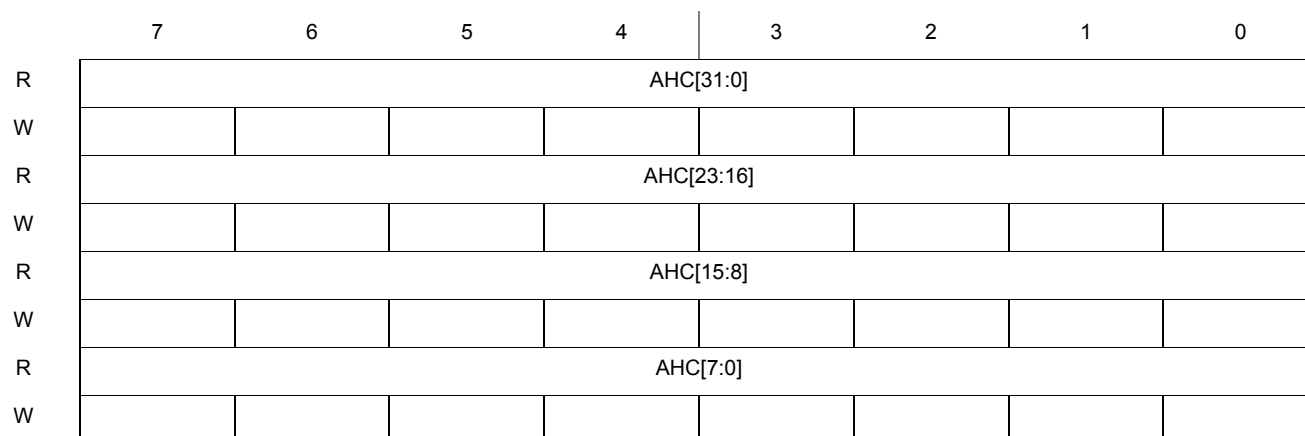 7 6 5 4 3 2 1 0
R AHC[31:0]
W
R AHC[23:16]
W
R AHC[15:8]
W
R AHC[7:0]
W